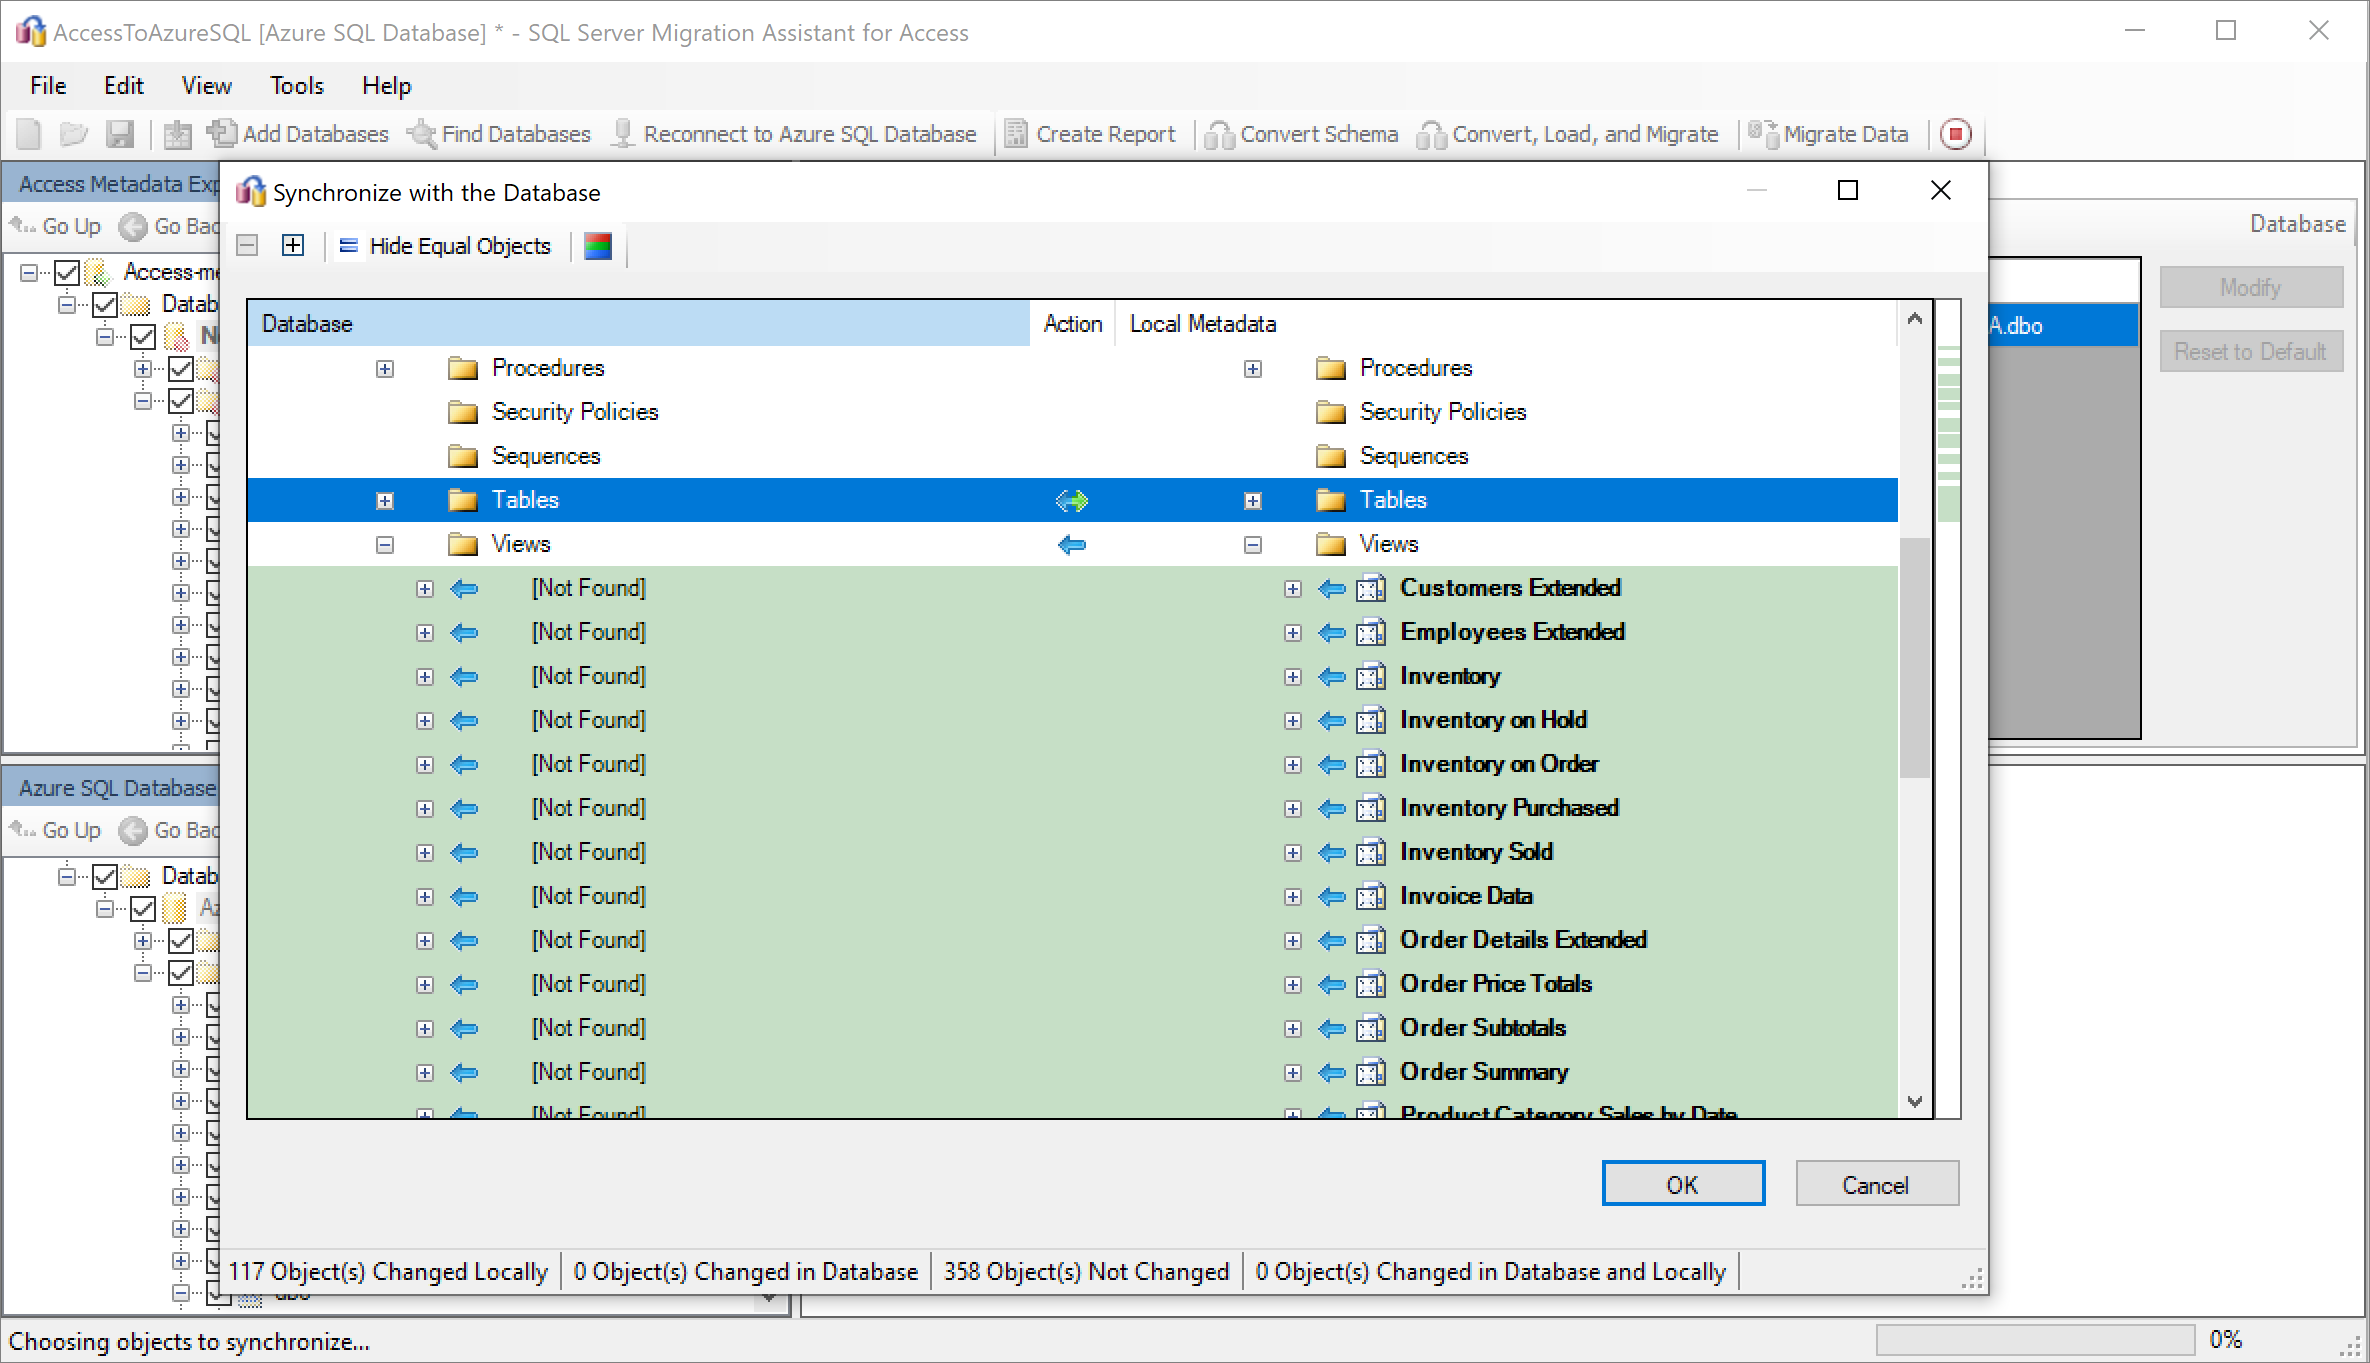 AccessToAzureSQL [Azure SQL Database] * - SQL Server Migration Assistant for Access
File Edit View Tools Help
Add Databases Find Databases Reconnect to Azure SQL Database Create Report Convert Schema Convert, Load, and Migrate Migrate Data
Access Metadata Exp
Go Up Go Bac
Access-me
Datab
Synchronize with the Database
Hide Equal Objects
Database Action Local Metadata
Procedures Procedures
Security Policies Security Policies
Sequences Sequences
Tables Tables
Views Views
[Not Found] Customers Extended
[Not Found] Employees Extended
[Not Found] Inventory
[Not Found] Inventory on Hold
[Not Found] Inventory on Order
[Not Found] Inventory Purchased
[Not Found] Inventory Sold
[Not Found] Invoice Data
[Not Found] Order Details Extended
[Not Found] Order Price Totals
[Not Found] Order Subtotals
[Not Found] Order Summary
[Not Found] Product Category Sales by Date
OK Cancel
117 Object(s) Changed Locally 0 Object(s) Changed in Database 358 Object(s) Not Changed 0 Object(s) Changed in Database and Locally
Database
Modify
A.dbo
Reset to Default
Azure SQL Database
Go Up Go Bac
Datab
Az
dbo
Choosing objects to synchronize... 0%